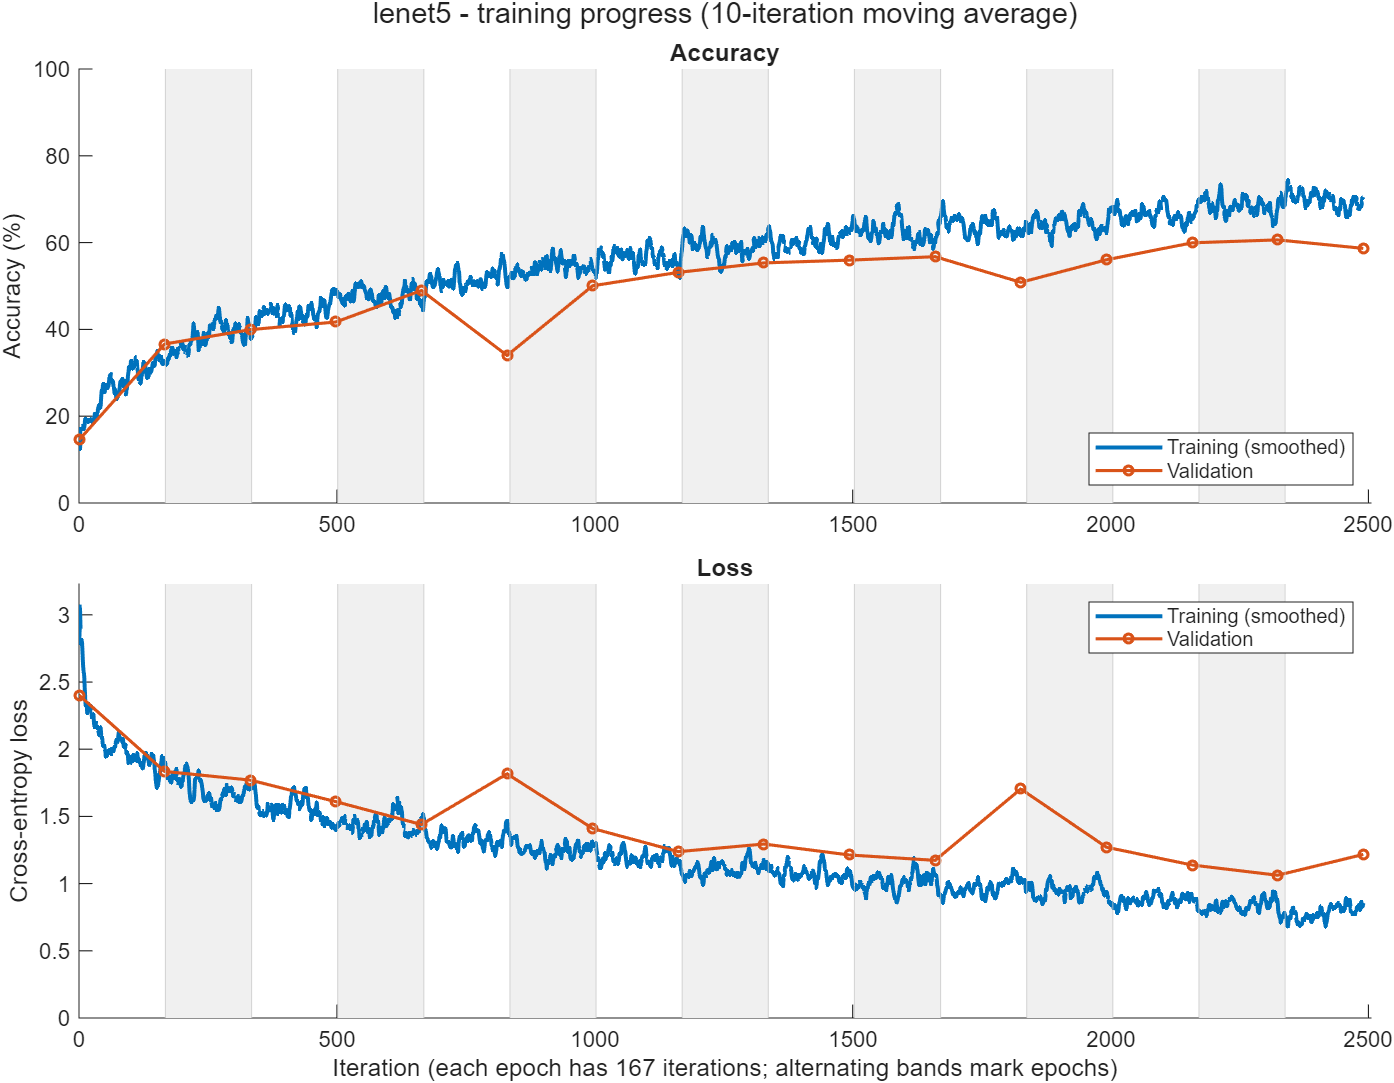 lenet5 - training progress (10-iteration moving average)
Accuracy
100
80
60
40
20
0
Accuracy (%)
Training (smoothed)
Validation
0 500 1000 1500 2000 2500
Loss
3
2.5
2
1.5
1
0.5
0
Cross-entropy loss
Training (smoothed)
Validation
0 500 1000 1500 2000 2500
Iteration (each epoch has 167 iterations; alternating bands mark epochs)